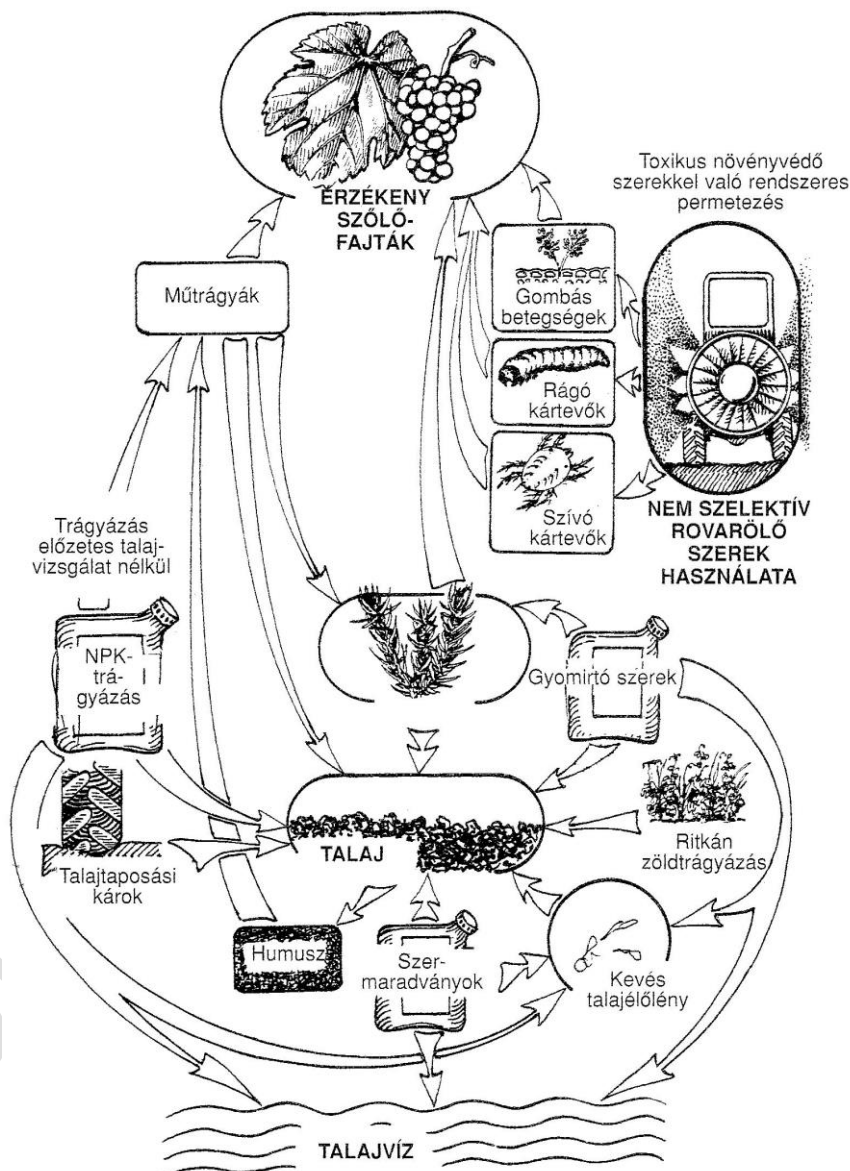 ÉRZÉKENY
SZŐLŐ-
FAJTÁK
Toxikus növényvédő
szerekkel való rendszeres
permetezés
Műtrágyák
Gombás
betegségek
Rágó
kártevők
Szívó
kártevők
NEM SZELEKTÍV
ROVARÖLŐ
SZEREK
HASZNÁLATA
Trágyázás
előzetes talaj-
vizsgálat nélkül
NPK-
trá-
gyázás
Gyomirtó szerek
TALAJ
Talajtaposási
károk
Ritkán
zöldtrágyázás
Humusz
Szer-
maradványok
Kevés
talajélőlény
TALAJVÍZ